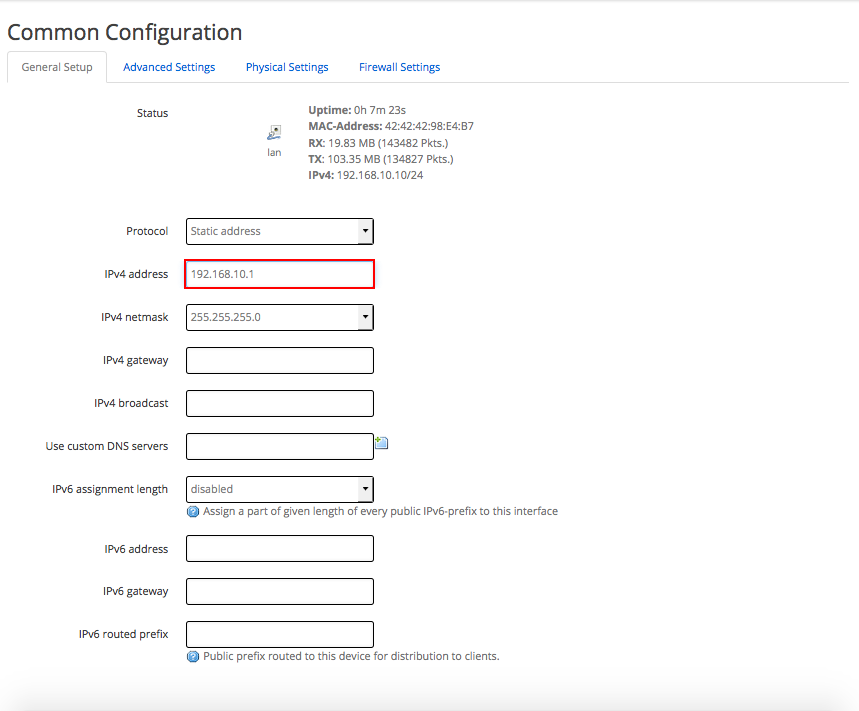 Common Configuration
General Setup Advanced Settings Physical Settings Firewall Settings
Status
lan
Uptime: 0h 7m 23s
MAC-Address: 42:42:42:98:E4:B7
RX: 19.83 MB (143482 Pkts.)
TX: 103.35 MB (134827 Pkts.)
IPv4: 192.168.10.10/24
Protocol Static address
IPv4 address 192.168.10.1
IPv4 netmask 255.255.255.0
IPv4 gateway
IPv4 broadcast
Use custom DNS servers
IPv6 assignment length disabled
Assign a part of given length of every public IPv6-prefix to this interface
IPv6 address
IPv6 gateway
IPv6 routed prefix
Public prefix routed to this device for distribution to clients.